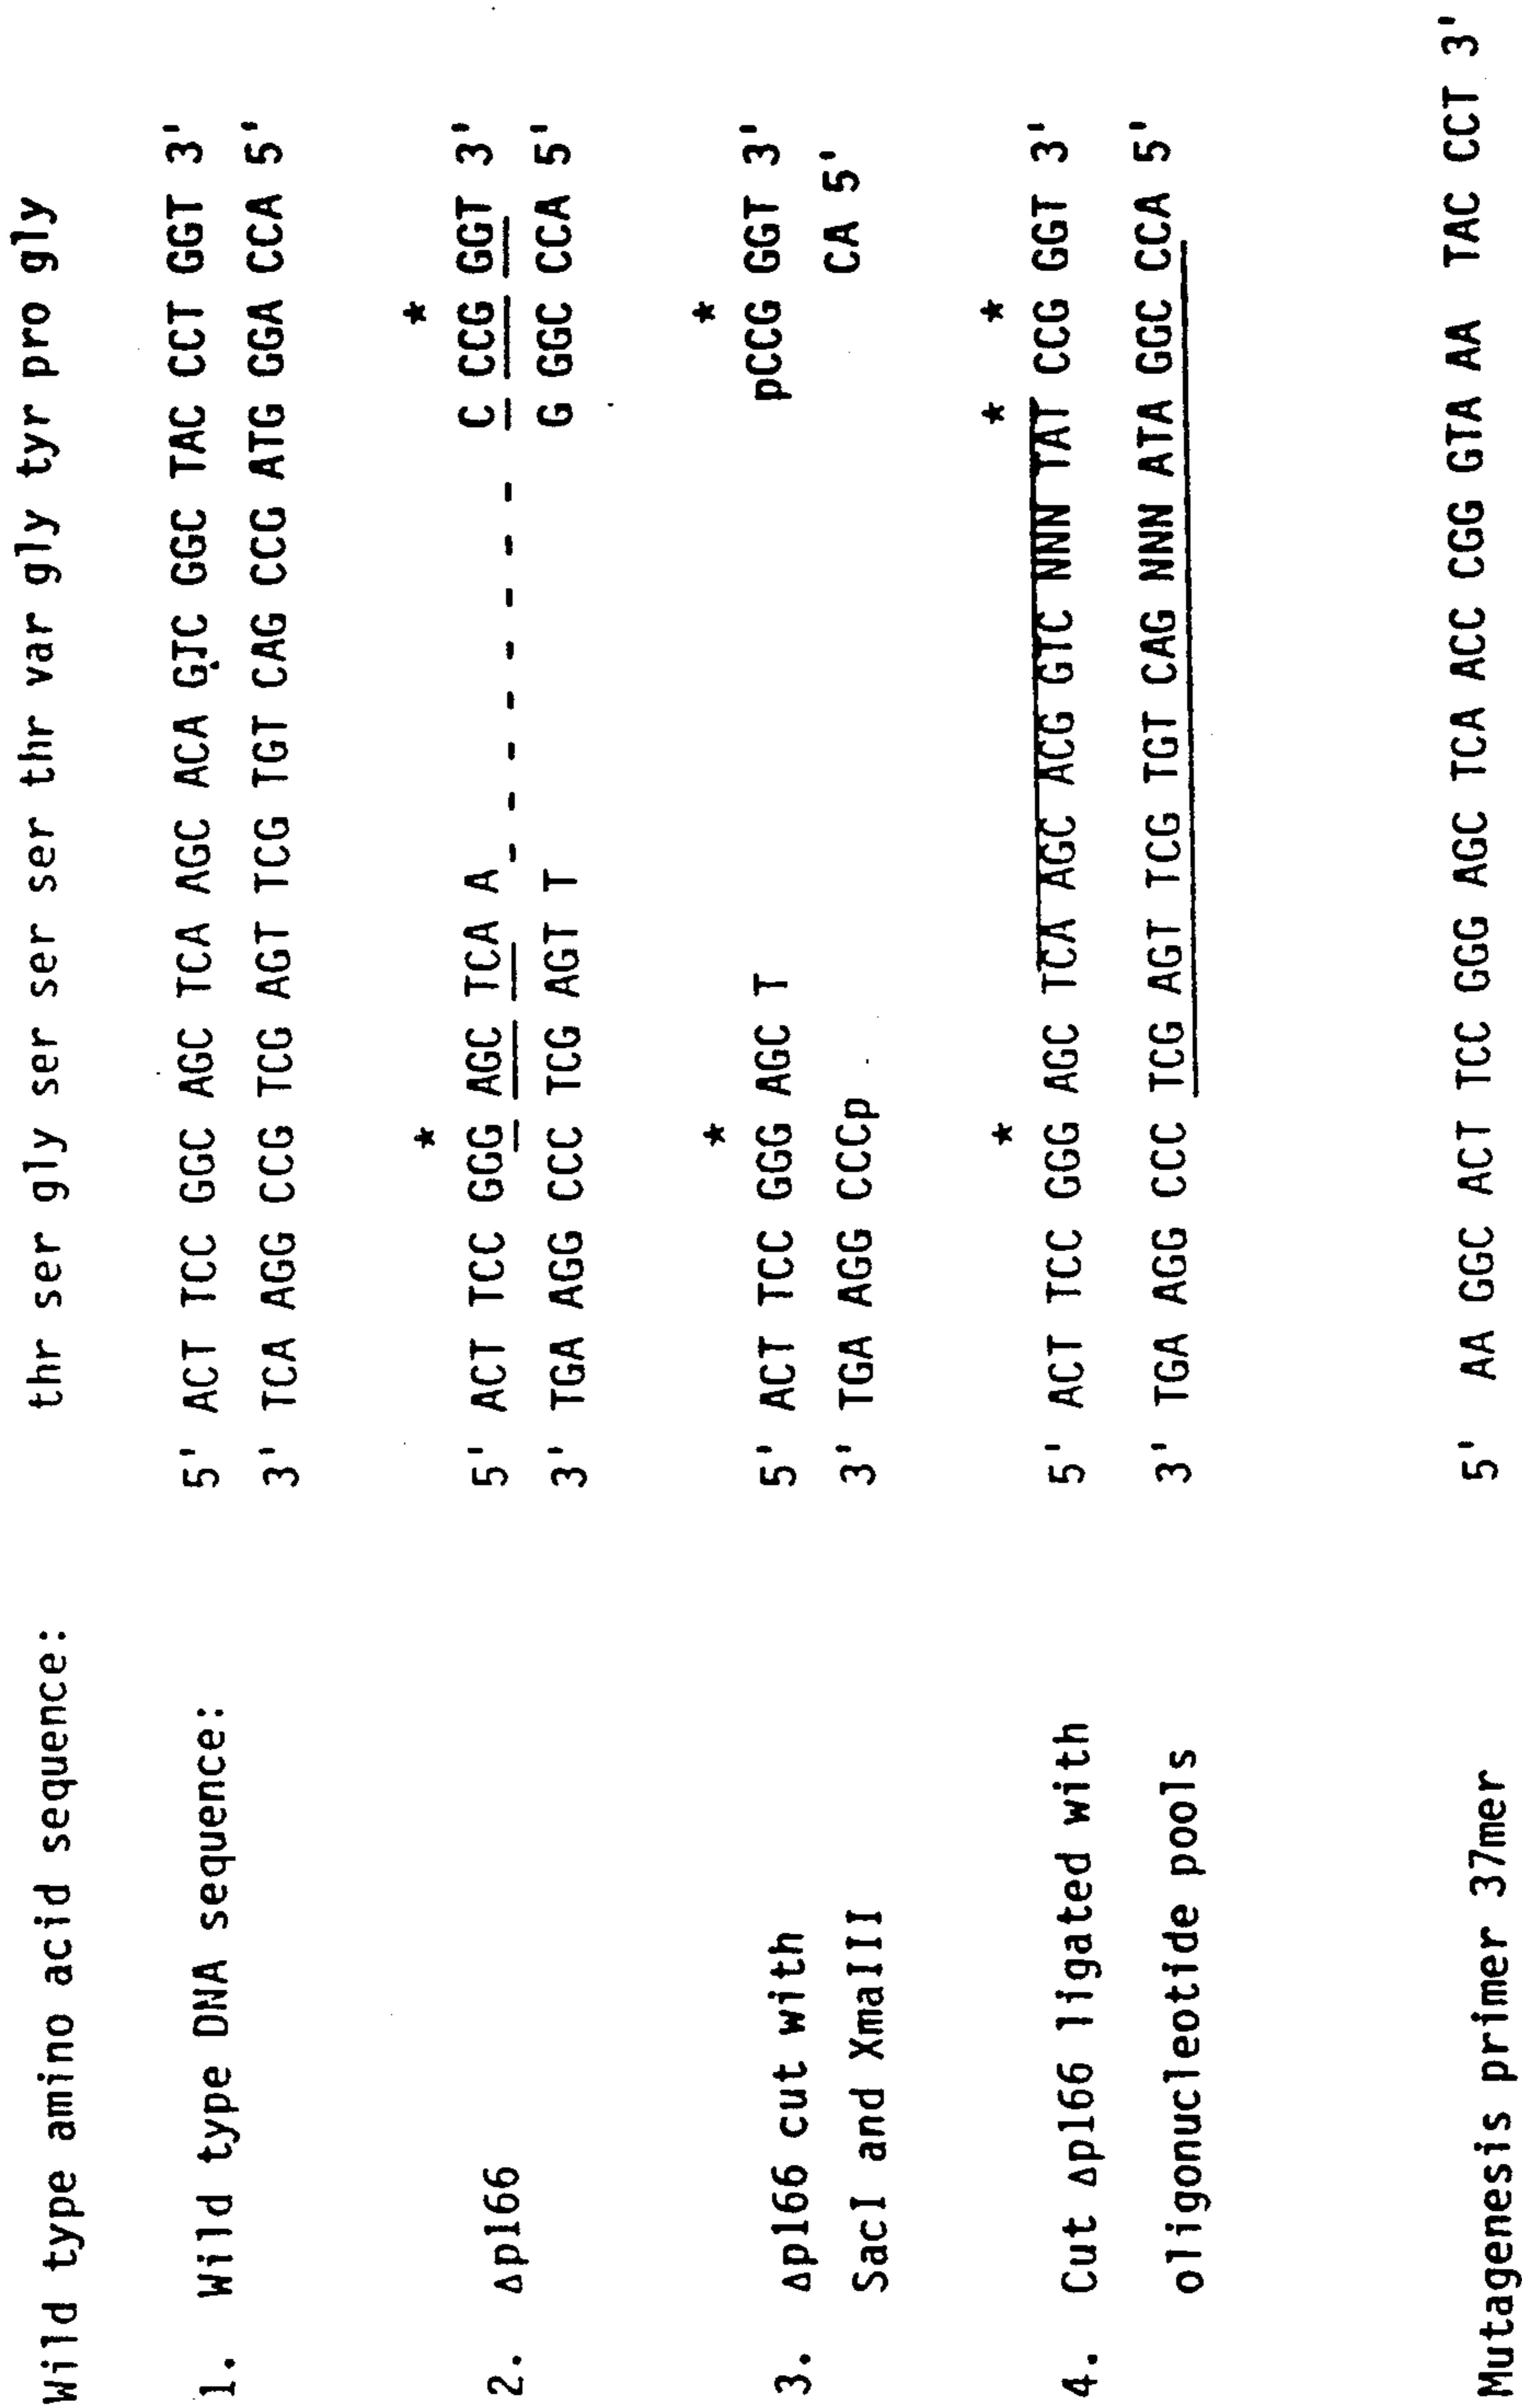 Wild type amino acid sequence: thr ser gly ser ser ser ser thr var gly tyr pro gly
1. Wild type DNA sequence: 5' ACT TCC GGC AGC TCA AGC ACA GTC GGC TAC CCT GGT 3'
3' TCA AGG CCG TCG AGT TCG TGT CAG CCG ATG GGA CCA 5'
* *
2. Δp166 5' ACT TCC GGG AGC TCA A - - - - - - - - C CCG GGT 3'
3' TGA AGG CCC TCG AGT T G GGC CCA 5'
* *
3. Δp166 cut with 5' ACT TCC GGG AGC T pCCG GGT 3'
SacI and XmaIII 3' TGA AGG CCCp CA 5'
* * *
4. Cut Δp166 ligated with 5' ACT TCC GGG AGC TCA AGC ACG GTC NNN TAT CCG GGT 3'
oligonucleotide pools 3' TGA AGG CCC TCG AGT TCG TGT CAG NNN ATA GGC CCA 5'
Mutagenesis primer 37mer 5' AA GGC ACT TCC GGG AGC TCA ACC CGG GTA AA TAC CCT 3'